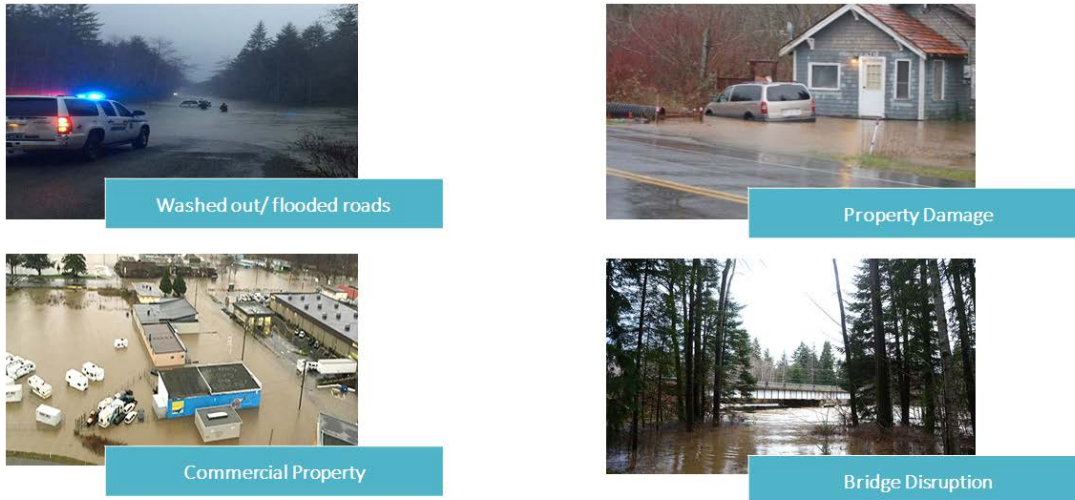 Washed out/ flooded roads
Property Damage
Commercial Property
Bridge Disruption